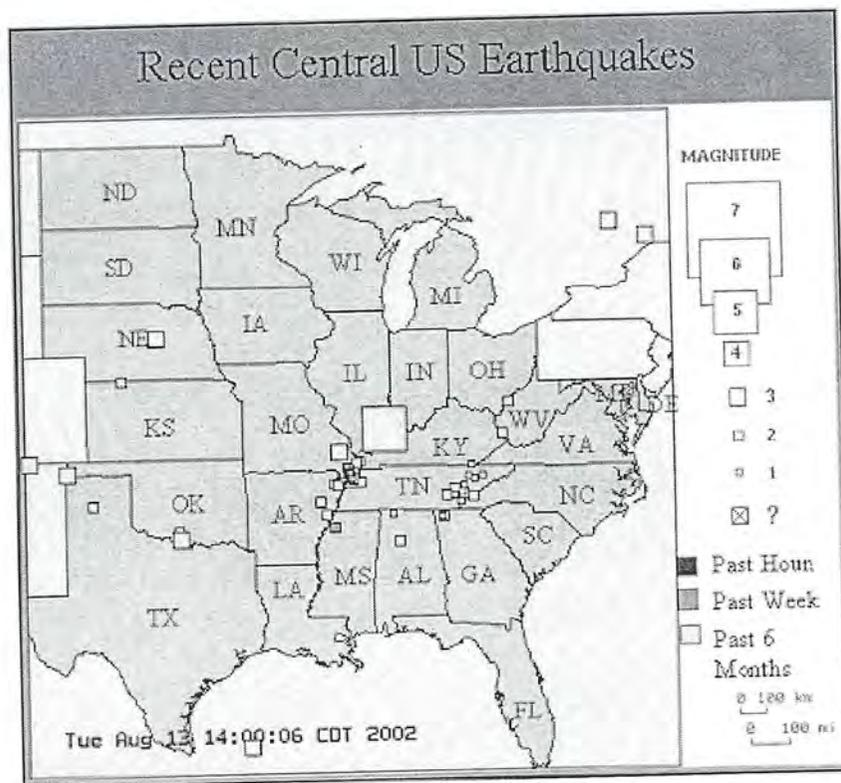 Recent Central US Earthquakes
MAGNITUDE
ND
7
MN
SD
WI
6
MI
5
IA
NE
4
IL
IN
OH
3
MD
DE
WV
KS
MO
KY
VA
2
TN
NC
1
OK
AR
?
SC
MS
AL
GA
Past Houn
LA
TX
Past Week
Past 6
Months
FL
0 100 km
0 100 mi
Tue Aug 13 14:00:06 CDT 2002